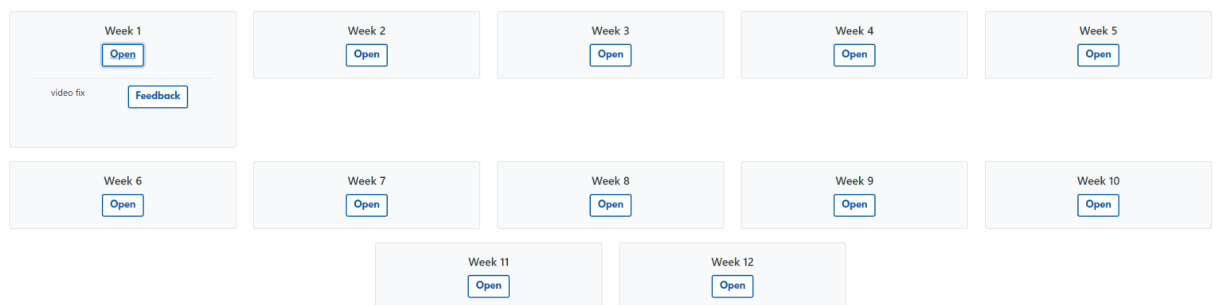 Week 1
Open
video fix
Feedback
Week 2
Open
Week 3
Open
Week 4
Open
Week 5
Open
Week 6
Open
Week 7
Open
Week 8
Open
Week 9
Open
Week 10
Open
Week 11
Open
Week 12
Open